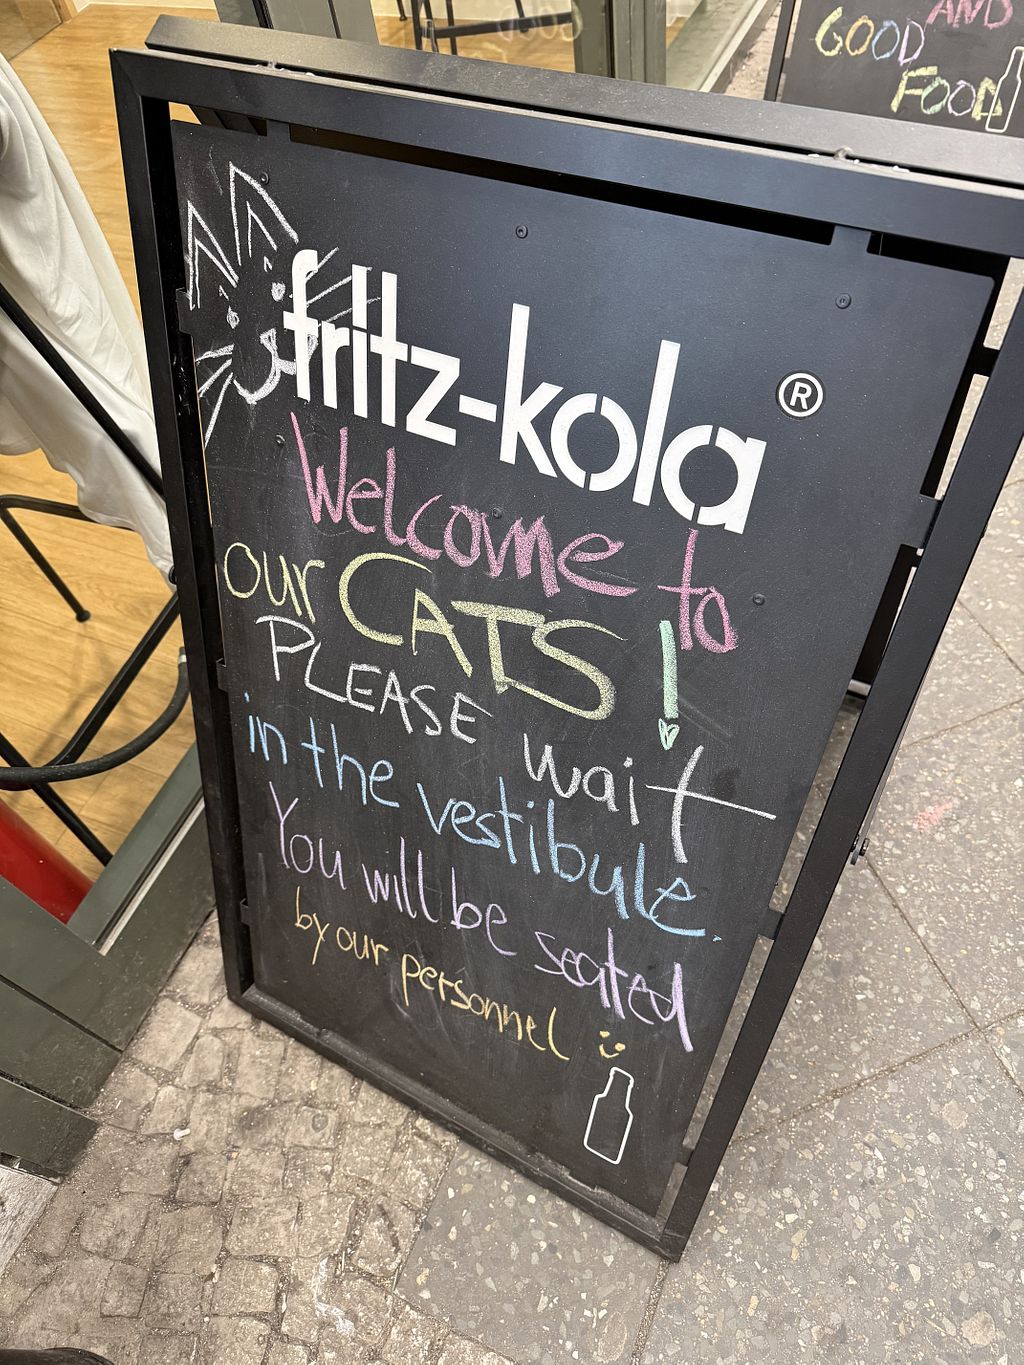 AND
GOOD
FOOD
fritz-kola®
Welcome to
our CATS!
PLEASE wait
in the vestibule.
You will be seated
by our personnel